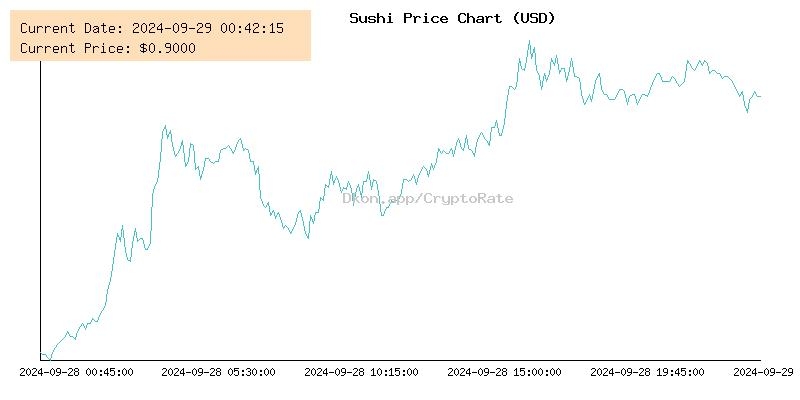 Sushi Price Chart (USD)
Current Date: 2024-09-29 00:42:15
Current Price: $0.9000
Dkon.app/CryptoRate
2024-09-28 00:45:00 2024-09-28 05:30:00 2024-09-28 10:15:00 2024-09-28 15:00:00 2024-09-28 19:45:00 2024-09-29